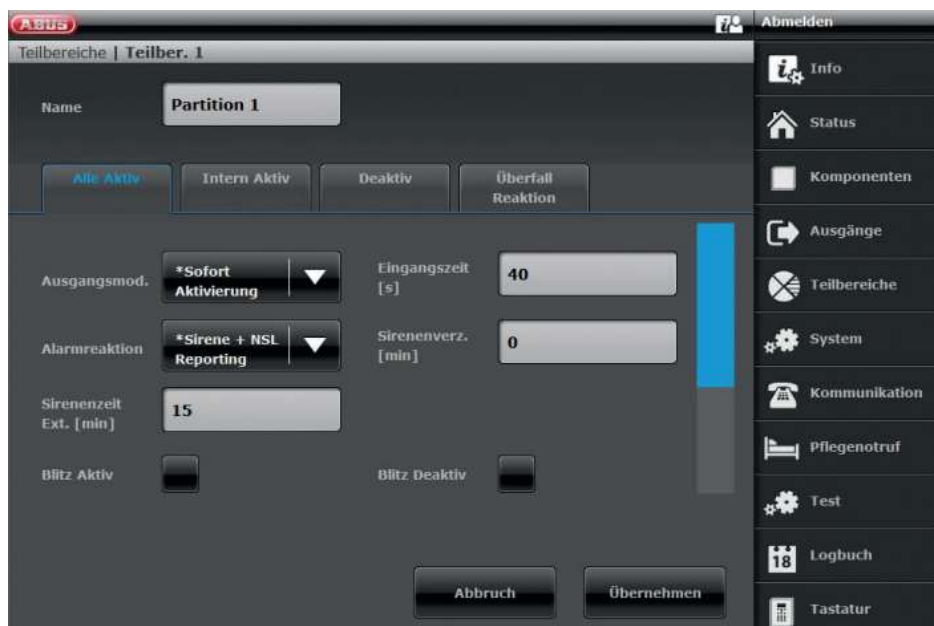 ABUS
Abmelden
Teilbereiche | Teilber. 1
Name
Partition 1
Alle Aktiv
Intern Aktiv
Deaktiv
Überfall
Reaktion
Ausgangsmod.
*Sofort
Aktivierung
Eingangszeit
[s]
40
Alarmreaktion
*Sirene + NSL
Reporting
Sirenenverz.
[min]
0
Sirenenzeit
Ext. [min]
15
Blitz Aktiv
Blitz Deaktiv
Abbruch
Übernehmen
Info
Status
Komponenten
Ausgänge
Teilbereiche
System
Kommunikation
Pflegenotruf
Test
18
Logbuch
Tastatur